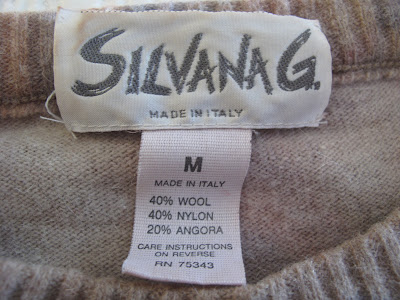 SILVANA G.
MADE IN ITALY
M
MADE IN ITALY
40% WOOL
40% NYLON
20% ANGORA
CARE INSTRUCTIONS
ON REVERSE
RN 75343